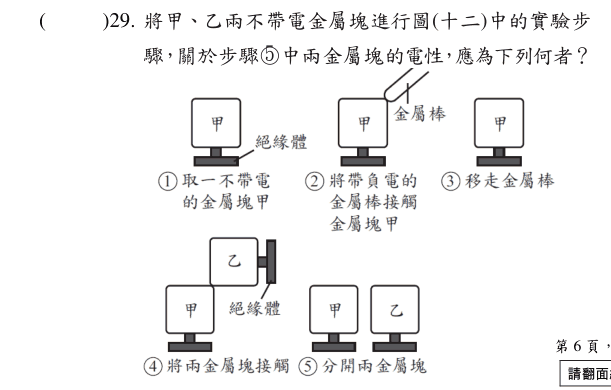 (　　)29. 將甲、乙兩不帶電金屬塊進行圖(十二)中的實驗步
驟，關於步驟⑤中兩金屬塊的電性，應為下列何者？
甲
絕緣體
①取一不帶電
的金屬塊甲
甲
金屬棒
②將帶負電的
金屬棒接觸
金屬塊甲
甲
③移走金屬棒
乙
甲
絕緣體
④將兩金屬塊接觸
甲
乙
⑤分開兩金屬塊
第 6 頁，
請翻面